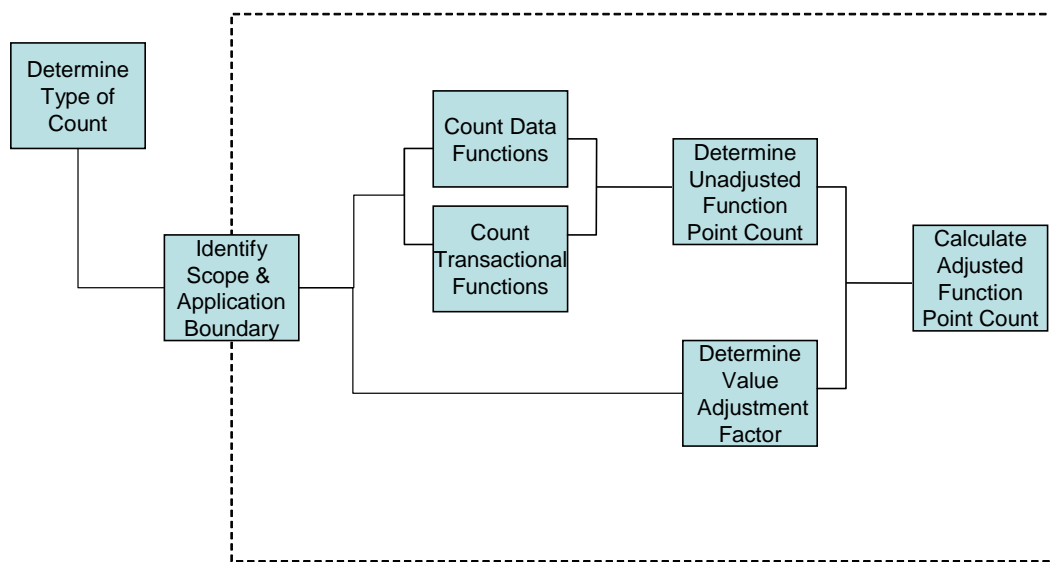 Determine
Type of
Count
Identify
Scope &
Application
Boundary
Count Data
Functions
Count
Transactional
Functions
Determine
Unadjusted
Function
Point Count
Determine
Value
Adjustment
Factor
Calculate
Adjusted
Function
Point Count